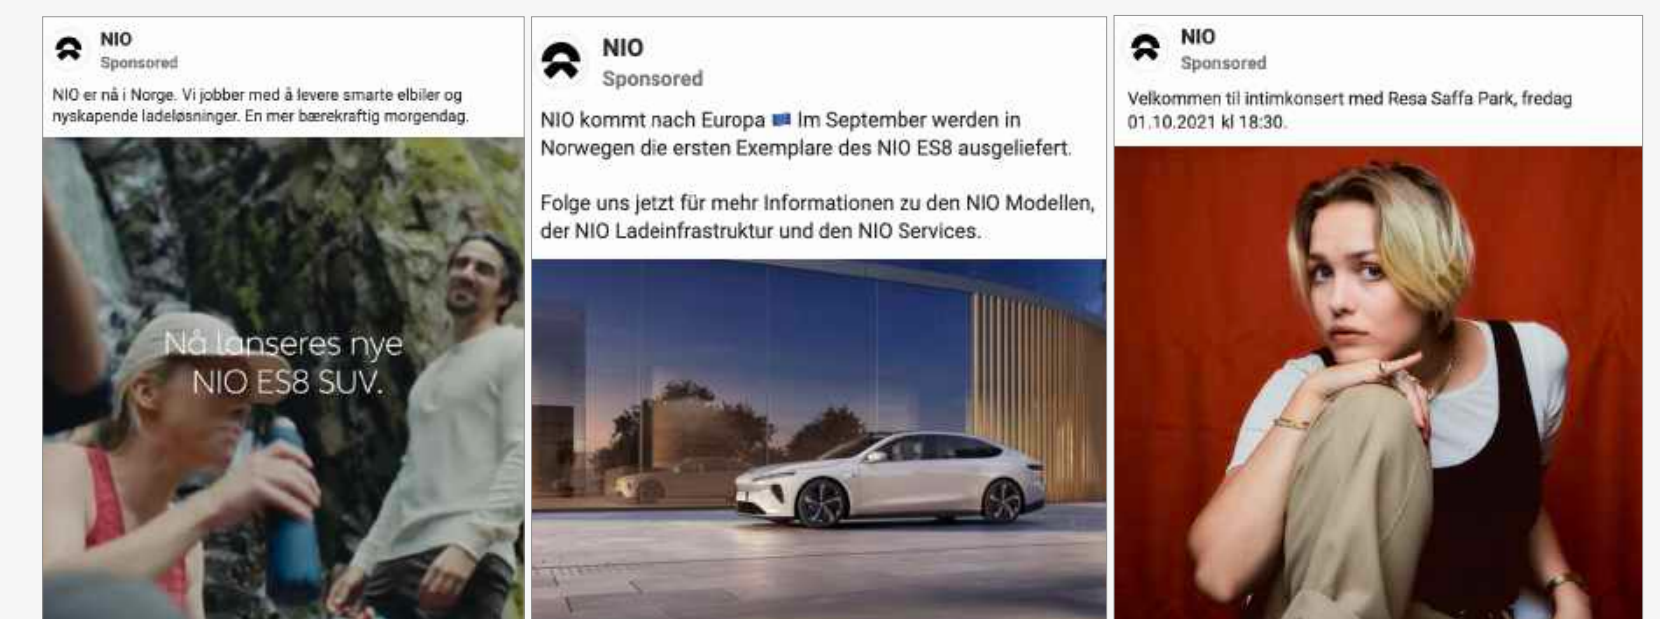 NIO
Sponsored
NIO er nå i Norge. Vi jobber med å levere smarte elbiler og
nyskapende ladeløsninger. En mer bærekraftig morgendag.
Nå lanseres nye
NIO ES8 SUV.
NIO
Sponsored
NIO kommt nach Europa 🇪🇺 Im September werden in
Norwegen die ersten Exemplare des NIO ES8 ausgeliefert.
Folge uns jetzt für mehr Informationen zu den NIO Modellen,
der NIO Ladeinfrastruktur und den NIO Services.
NIO
Sponsored
Velkommen til intimkonsert med Resa Saffa Park, fredag
01.10.2021 kl 18:30.